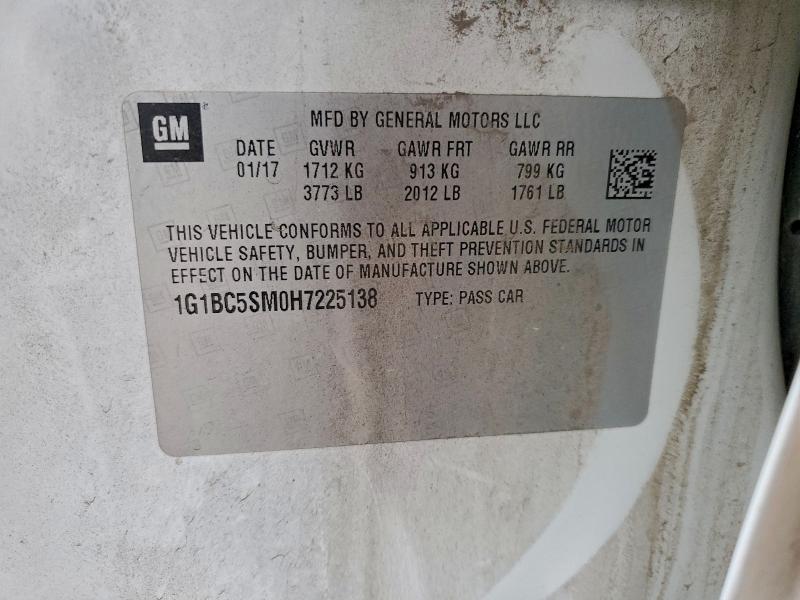 GM
MFD BY GENERAL MOTORS LLC
DATE GVWR GAWR FRT GAWR RR
01/17 1712 KG 913 KG 799 KG
3773 LB 2012 LB 1761 LB
THIS VEHICLE CONFORMS TO ALL APPLICABLE U.S. FEDERAL MOTOR
VEHICLE SAFETY, BUMPER, AND THEFT PREVENTION STANDARDS IN
EFFECT ON THE DATE OF MANUFACTURE SHOWN ABOVE.
1G1BC5SM0H7225138 TYPE: PASS CAR